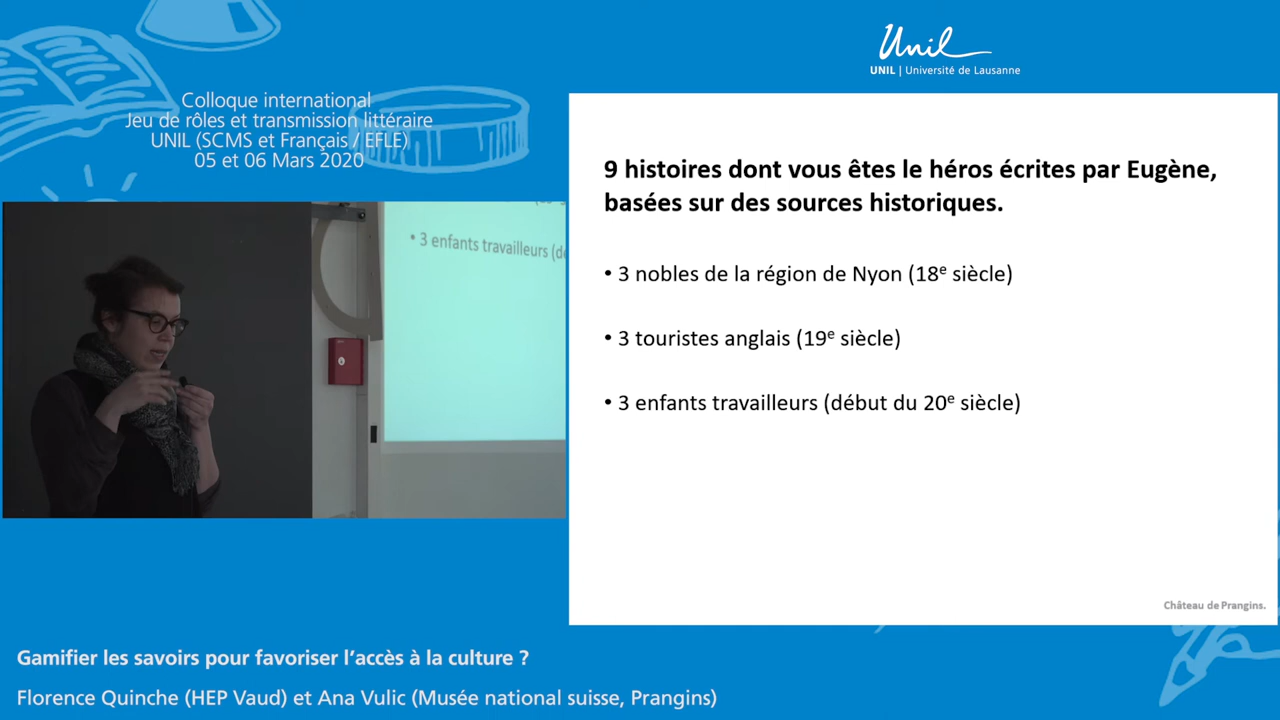 Unil
UNIL | Université de Lausanne
Colloque international
Jeu de rôles et transmission littéraire
UNIL (SCMS et Français / EFLE)
05 et 06 Mars 2020
• 3 enfants travailleurs (d
9 histoires dont vous êtes le héros écrites par Eugène,
basées sur des sources historiques.
• 3 nobles de la région de Nyon (18e siècle)
• 3 touristes anglais (19e siècle)
• 3 enfants travailleurs (début du 20e siècle)
Château de Prangins.
Gamifier les savoirs pour favoriser l'accès à la culture ?
Florence Quinche (HEP Vaud) et Ana Vulic (Musée national suisse, Prangins)